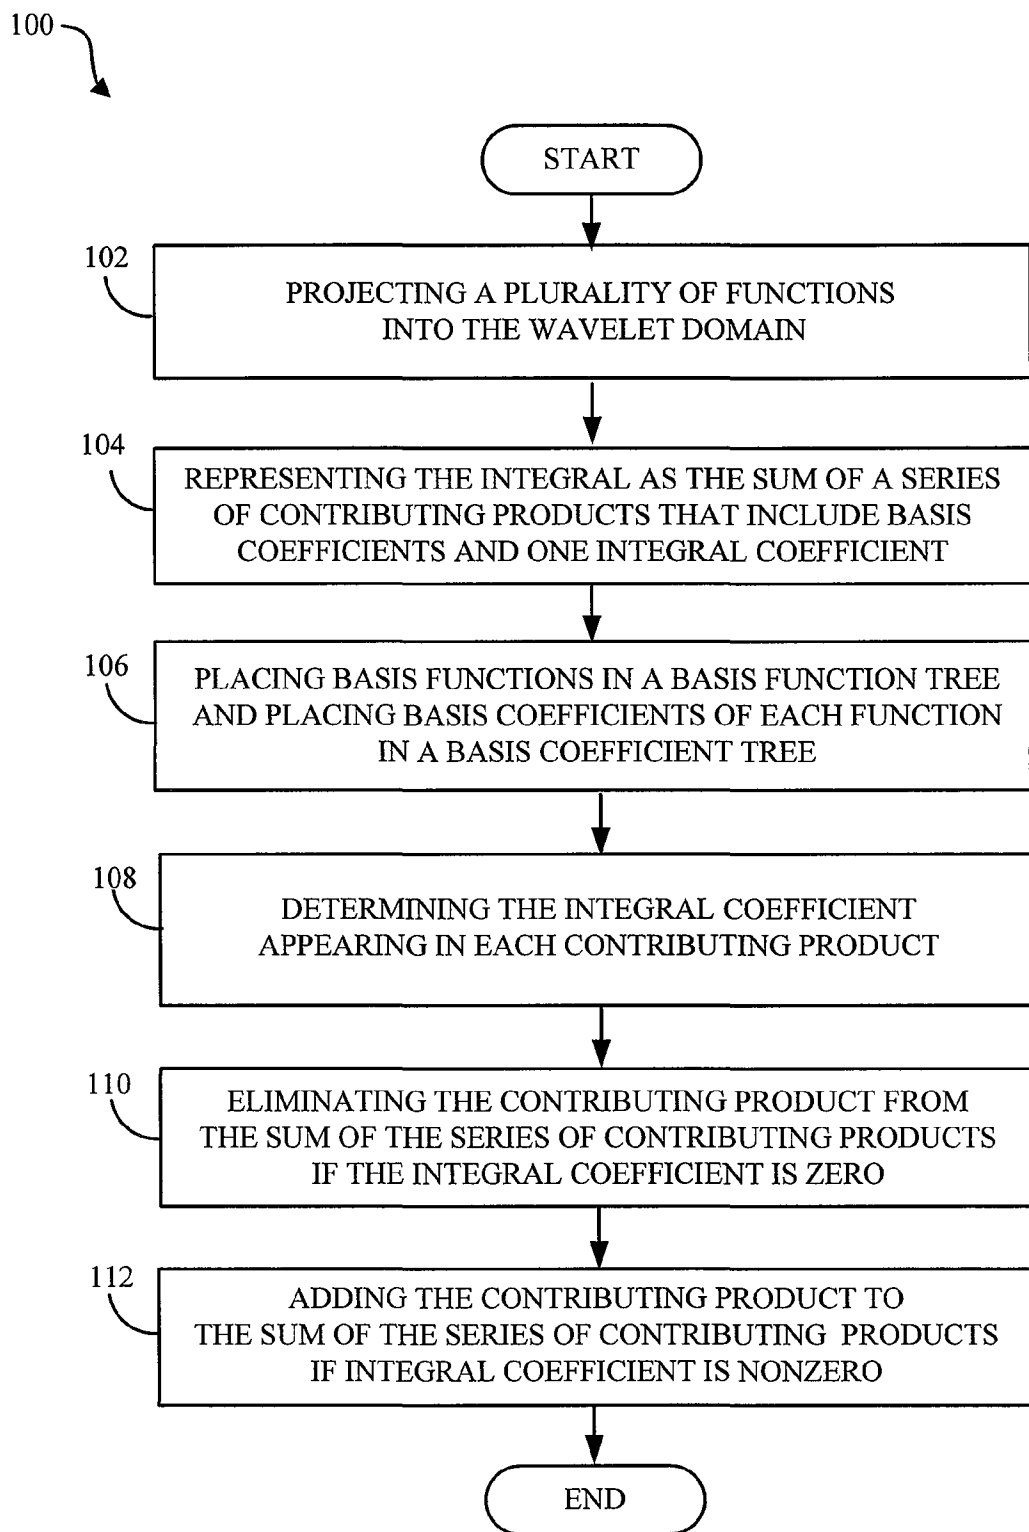 100
START
102
PROJECTING A PLURALITY OF FUNCTIONS
INTO THE WAVELET DOMAIN
104
REPRESENTING THE INTEGRAL AS THE SUM OF A SERIES
OF CONTRIBUTING PRODUCTS THAT INCLUDE BASIS
COEFFICIENTS AND ONE INTEGRAL COEFFICIENT
106
PLACING BASIS FUNCTIONS IN A BASIS FUNCTION TREE
AND PLACING BASIS COEFFICIENTS OF EACH FUNCTION
IN A BASIS COEFFICIENT TREE
108
DETERMINING THE INTEGRAL COEFFICIENT
APPEARING IN EACH CONTRIBUTING PRODUCT
110
ELIMINATING THE CONTRIBUTING PRODUCT FROM
THE SUM OF THE SERIES OF CONTRIBUTING PRODUCTS
IF THE INTEGRAL COEFFICIENT IS ZERO
112
ADDING THE CONTRIBUTING PRODUCT TO
THE SUM OF THE SERIES OF CONTRIBUTING PRODUCTS
IF INTEGRAL COEFFICIENT IS NONZERO
END